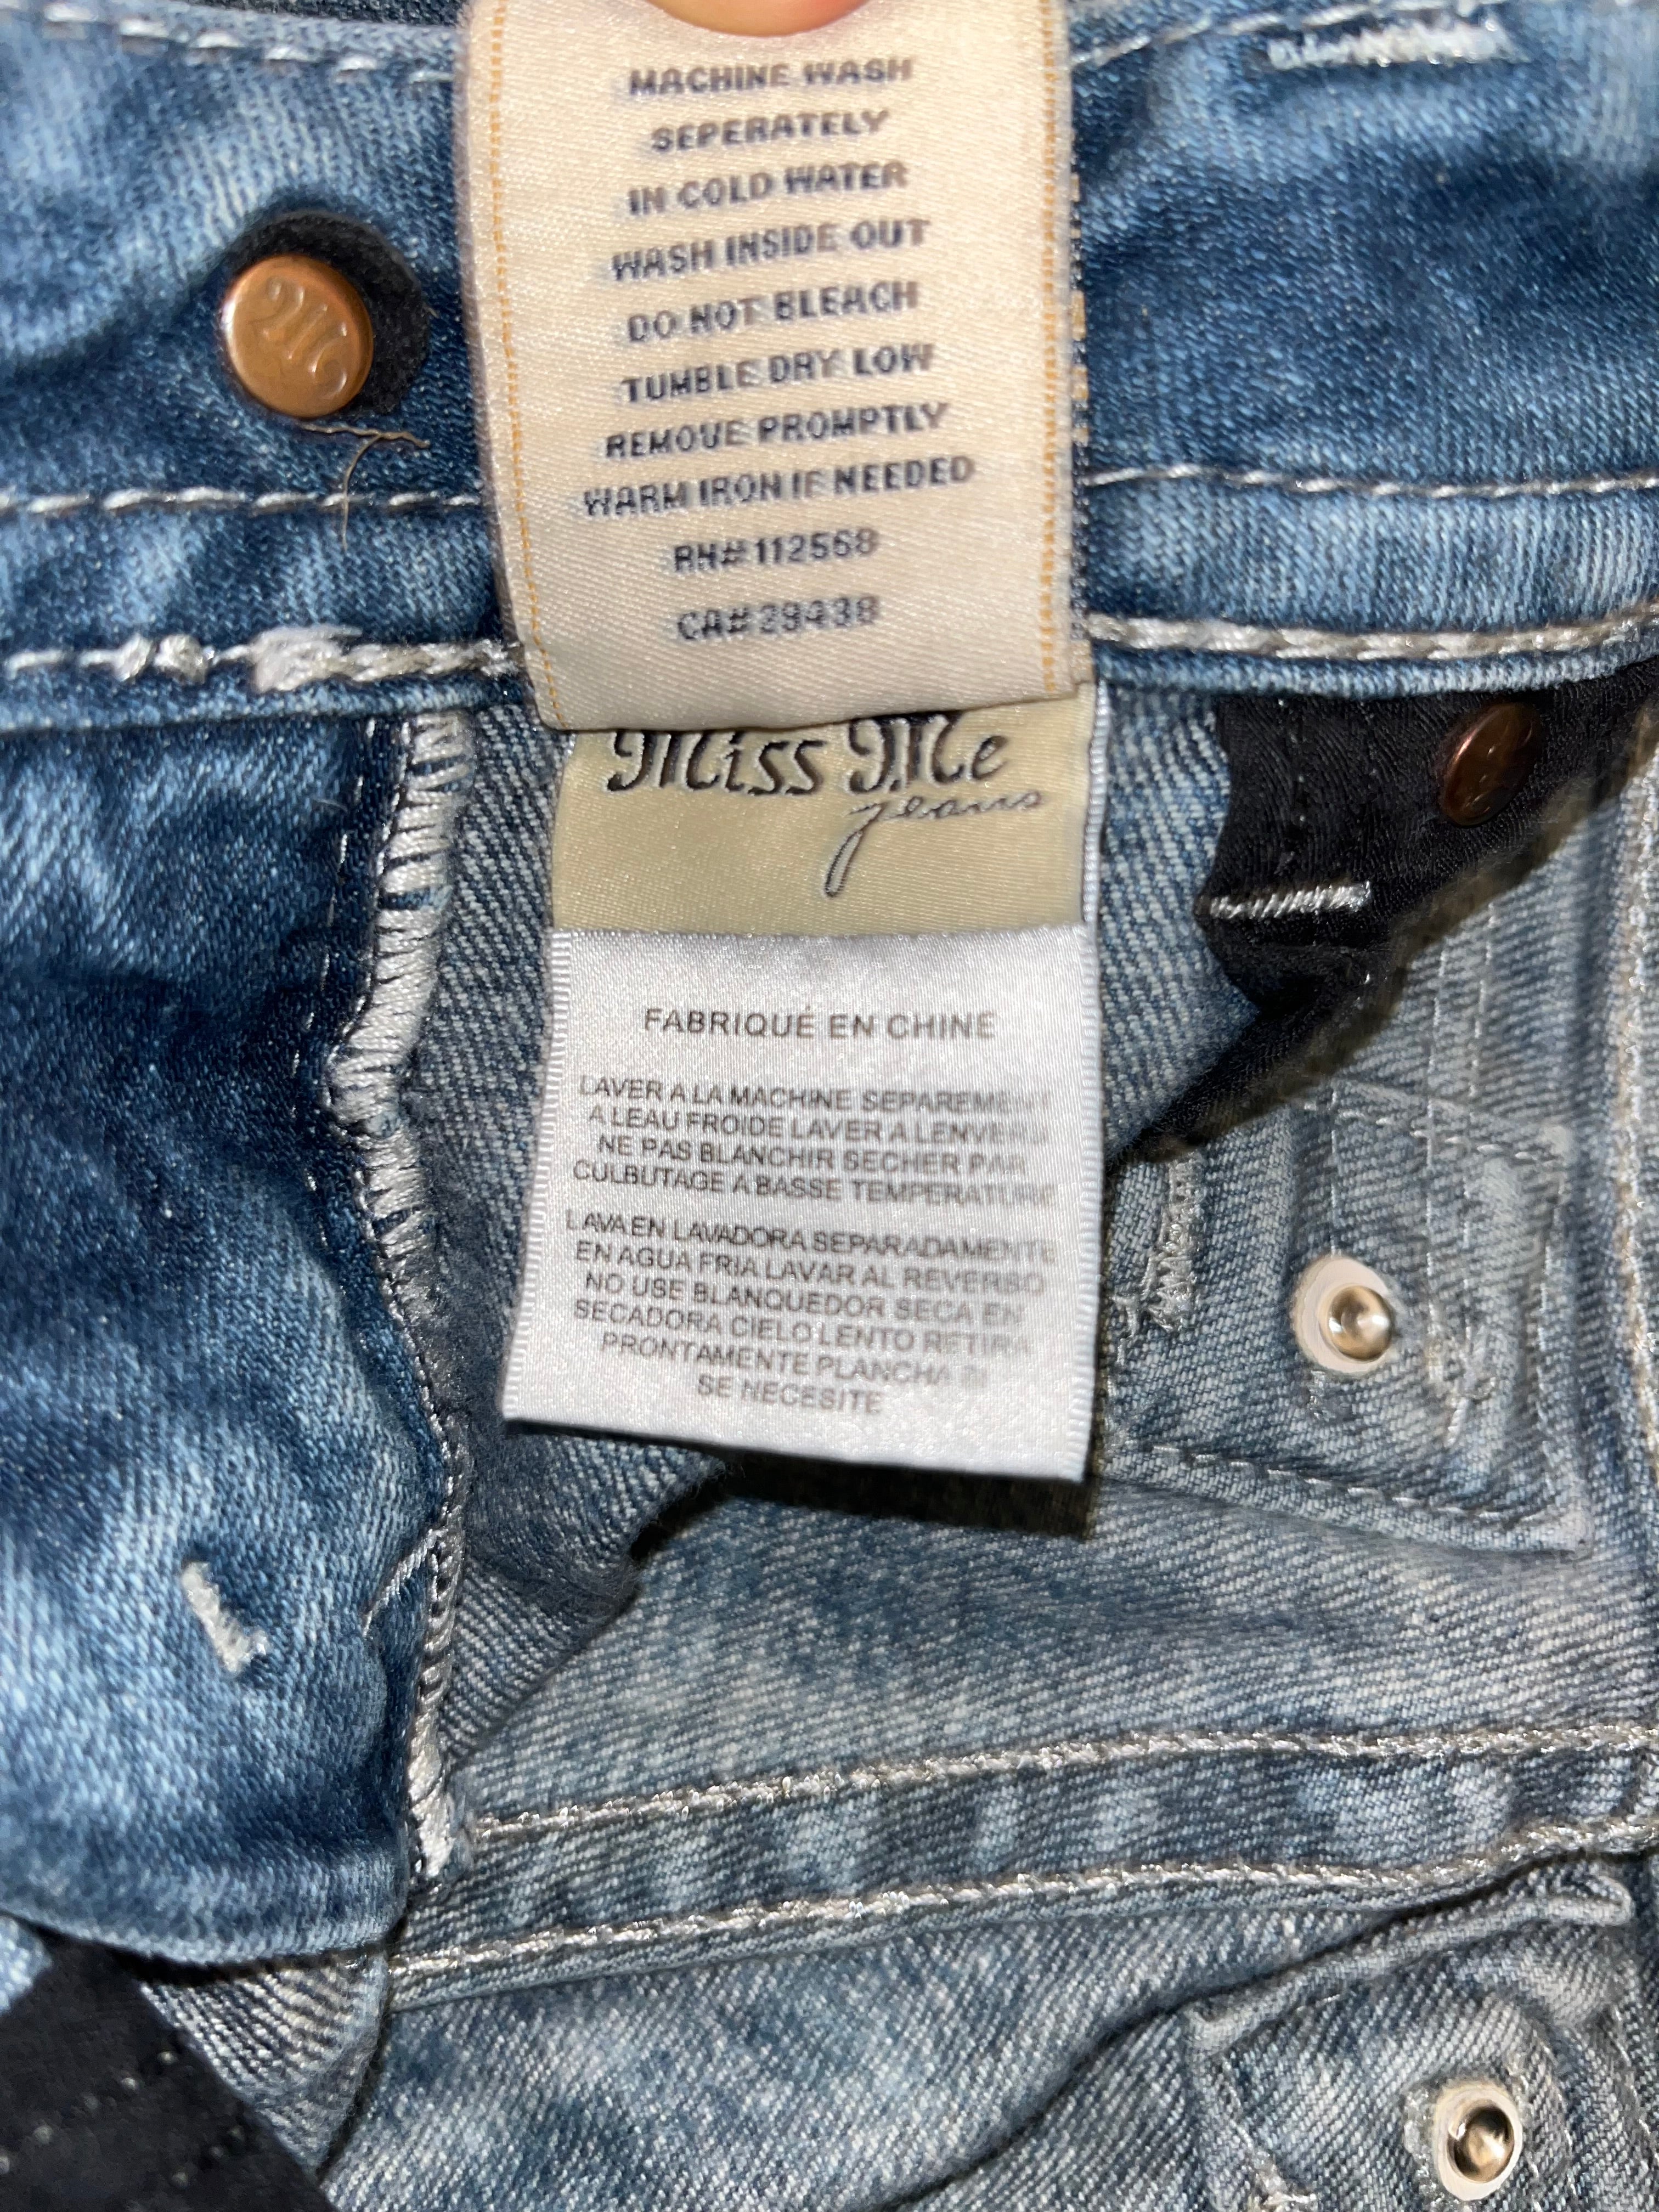 MACHINE WASH
SEPERATELY
IN COLD WATER
WASH INSIDE OUT
DO NOT BLEACH
TUMBLE DRY LOW
REMOVE PROMPTLY
WARM IRON IF NEEDED
RN# 112568
CA# 29438
Miss Me
jeans
FABRIQUÉ EN CHINE
LAVER A LA MACHINE SEPAREMENT
A LEAU FROIDE LAVER A LENVERS
NE PAS BLANCHIR SECHER PAR
CULBUTAGE A BASSE TEMPERATURE
LAVA EN LAVADORA SEPARADAMENTE
EN AGUA FRIA LAVAR AL REVERSO
NO USE BLANQUEDOR SECA EN
SECADORA CIELO LENTO RETIRA
PRONTAMENTE PLANCHA SI
SE NECESITE